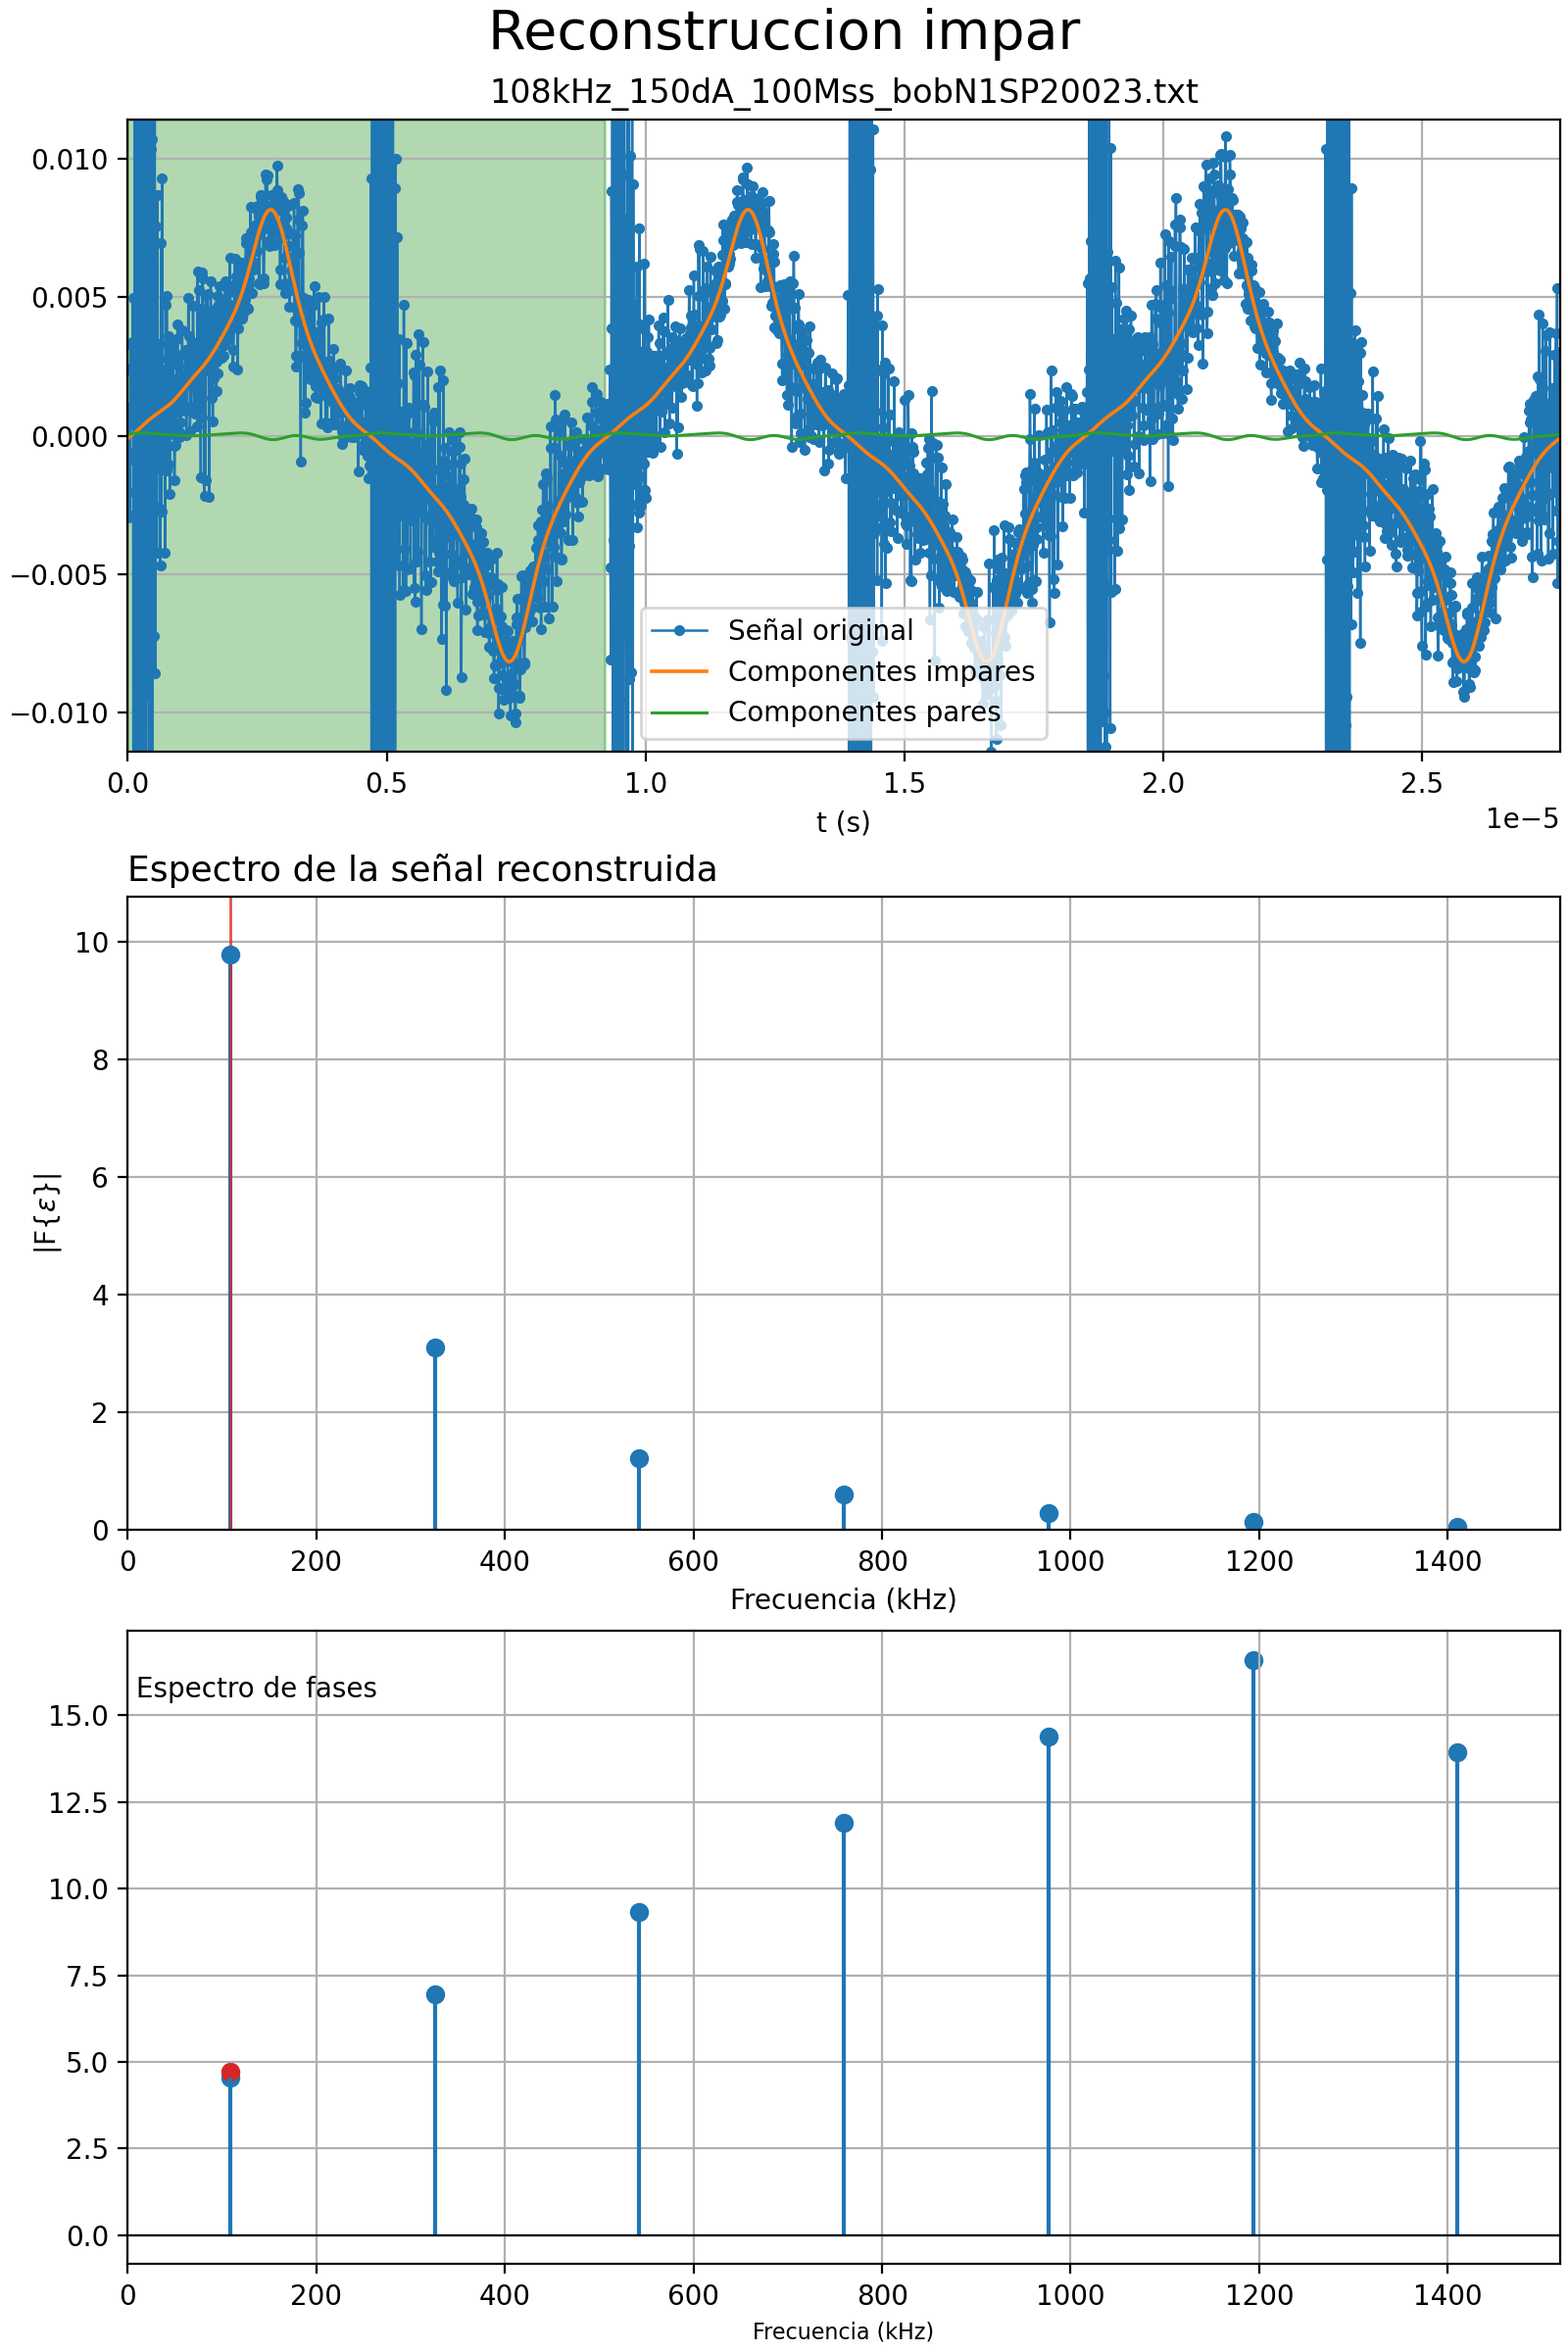 Reconstruccion impar
108kHz_150dA_100Mss_bobN1SP20023.txt
0.010
0.005
0.000
−0.005
−0.010
Señal original
Componentes impares
Componentes pares
0.0 0.5 1.0 1.5 2.0 2.5
1e−5
t (s)
Espectro de la señal reconstruida
10
8
6
4
2
0
|F{ε}|
0 200 400 600 800 1000 1200 1400
Frecuencia (kHz)
Espectro de fases
15.0
12.5
10.0
7.5
5.0
2.5
0.0
0 200 400 600 800 1000 1200 1400
Frecuencia (kHz)